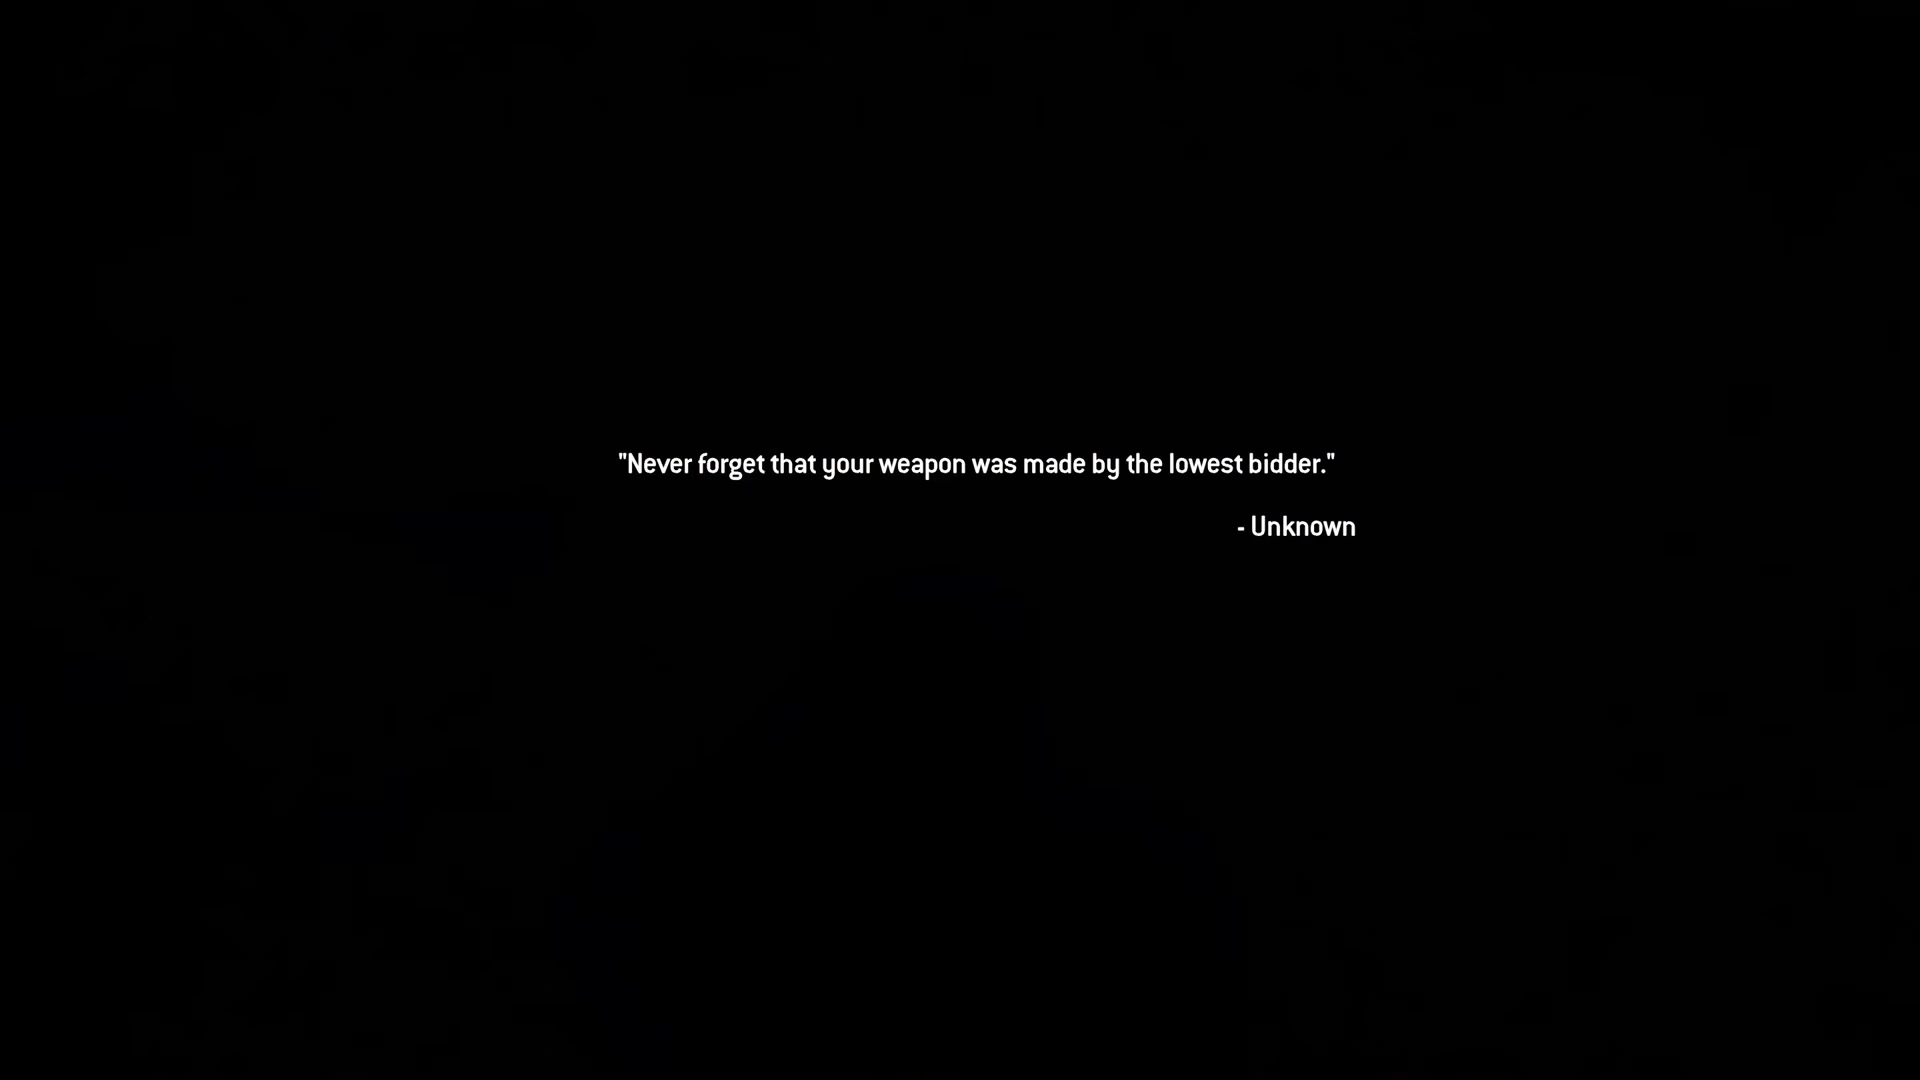 "Never forget that your weapon was made by the lowest bidder."
- Unknown